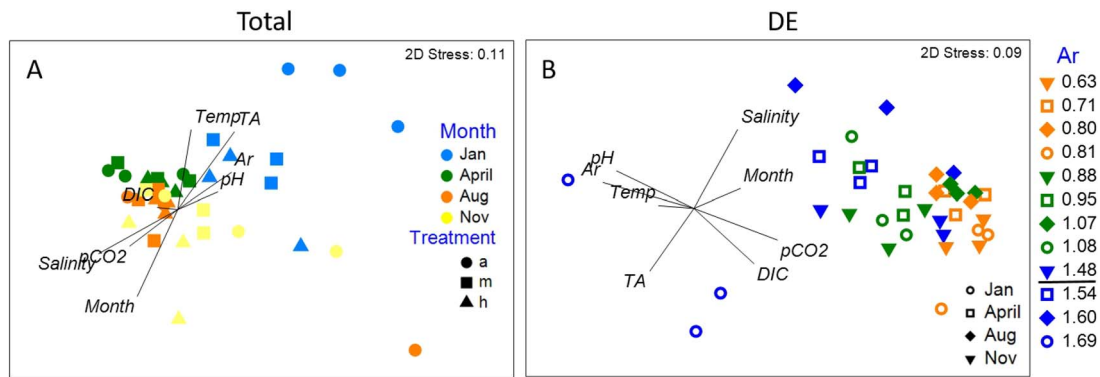 Total
DE
A
2D Stress: 0.11
Temp
TA
Ar
pH
DIC
pCO2
Salinity
Month
Month
Jan
April
Aug
Nov
Treatment
a
m
h
B
2D Stress: 0.09
Salinity
pH
Ar
Temp
Month
pCO2
DIC
TA
Jan
April
Aug
Nov
Ar
0.63
0.71
0.80
0.81
0.88
0.95
1.07
1.08
1.48
1.54
1.60
1.69